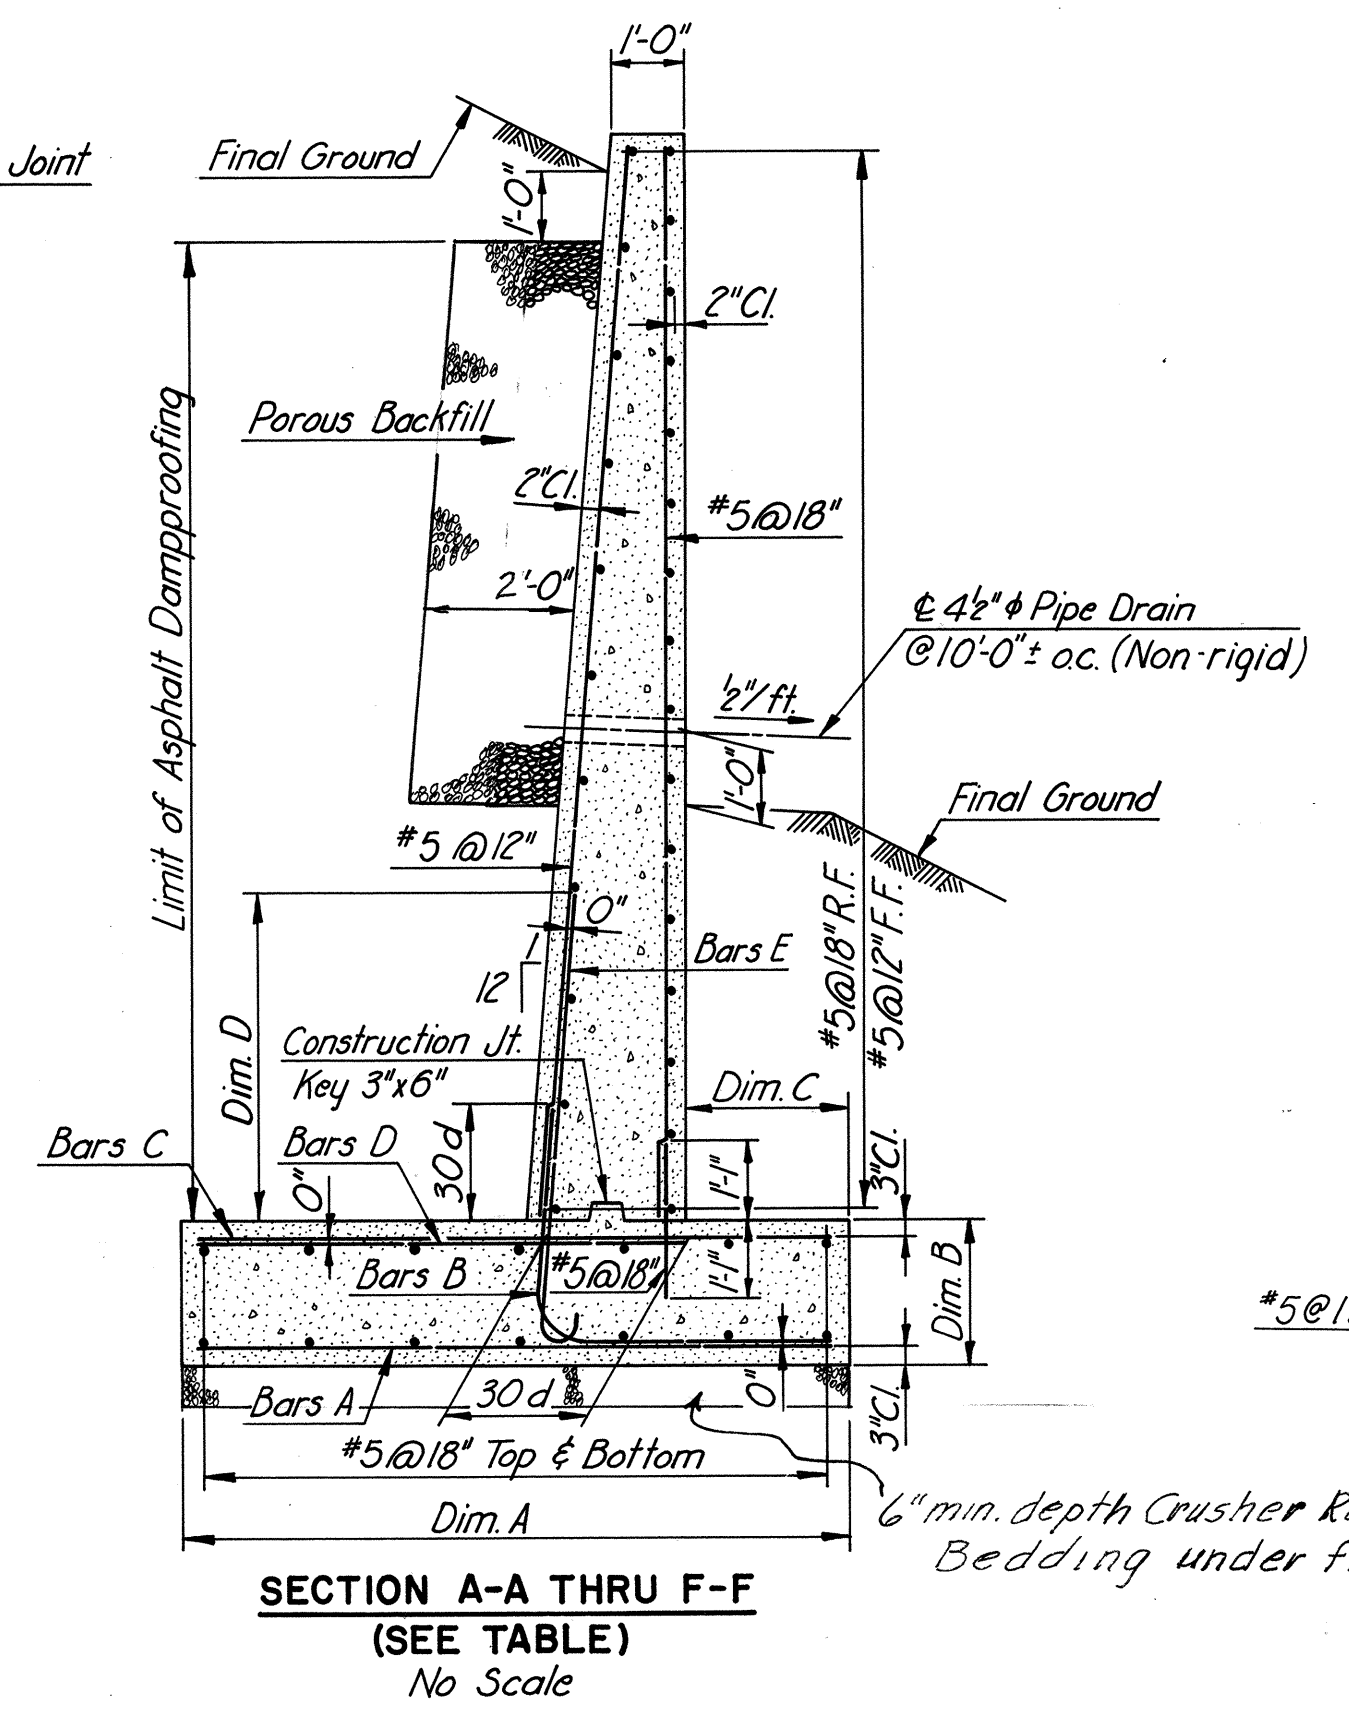 1'-0"
Joint
Final Ground
1'-0"
2"Cl.
Limit of Asphalt Dampproofing
Porous Backfill
2"Cl.
#5@18"
2'-0"
℄ 4½"ϕ Pipe Drain
@10'-0"± o.c. (Non-rigid)
½"/ft.
1'-0"
Final Ground
#5 @12"
0"
#5@18" R.F.
#5@12" F.F.
Bars E
1
12
Dim. D
Construction Jt.
Key 3"x6"
Dim. C
Bars C
Bars D
0"
30d
1'-1"
3"Cl.
Bars B
#5@18"
1'-1"
Dim. B
#5@1
Bars A
30d
0"
3"Cl.
#5@18" Top & Bottom
Dim. A
6" min. depth Crusher
Bedding under
SECTION A-A THRU F-F
(SEE TABLE)
No Scale